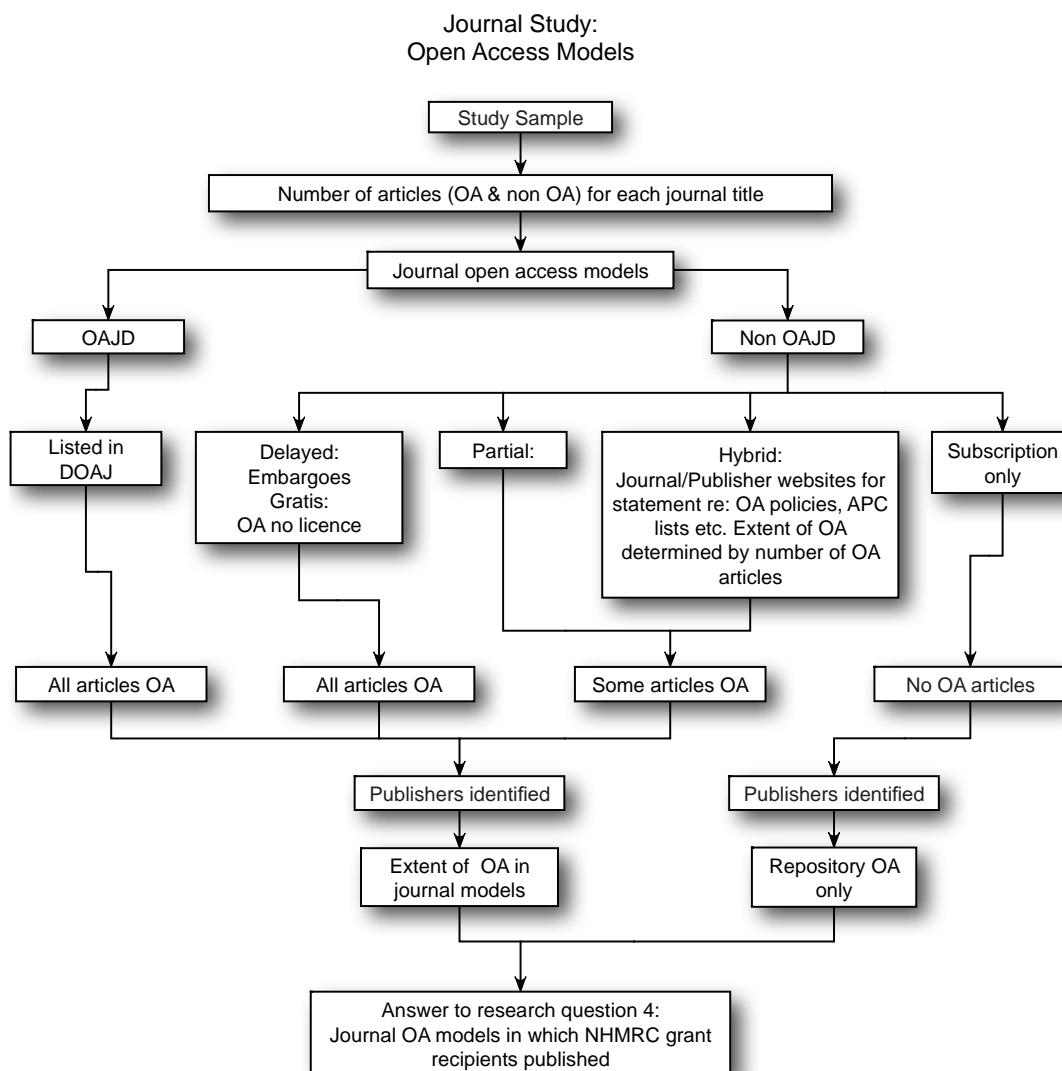 Journal Study:
Open Access Models
Study Sample
Number of articles (OA & non OA) for each journal title
Journal open access models
OAJD
Non OAJD
Listed in
DOAJ
Delayed:
Embargoes
Gratis:
OA no licence
Partial:
Hybrid:
Journal/Publisher websites for
statement re: OA policies, APC
lists etc. Extent of OA
determined by number of OA
articles
Subscription
only
All articles OA
All articles OA
Some articles OA
No OA articles
Publishers identified
Publishers identified
Extent of OA in
journal models
Repository OA
only
Answer to research question 4:
Journal OA models in which NHMRC grant
recipients published